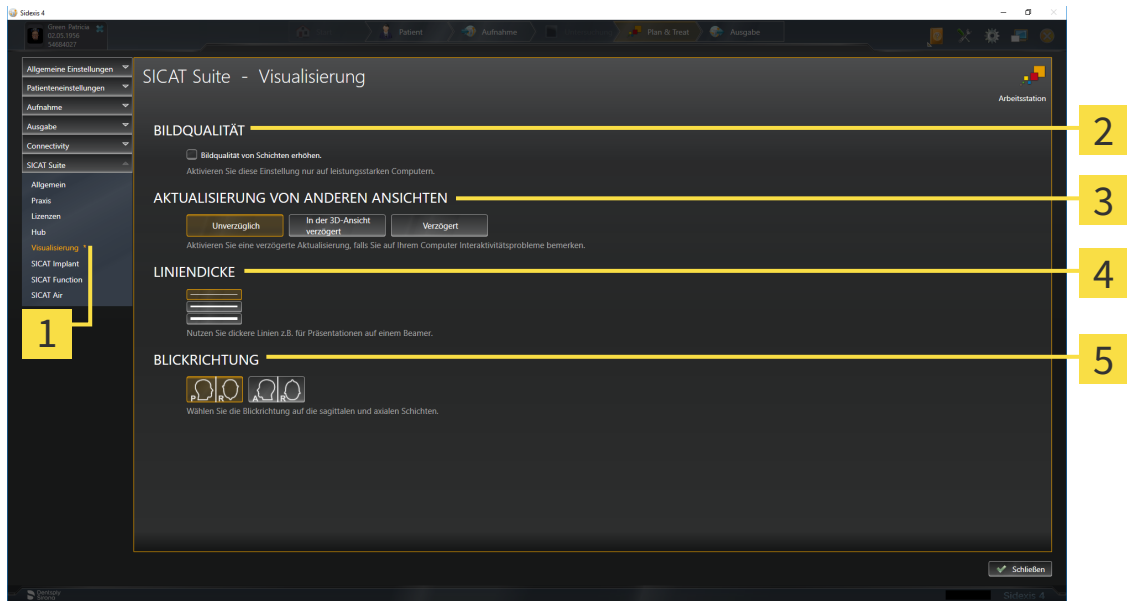 Sidexis 4
Green Patricia
02.05.1956
54684027
Patient
Aufnahme
Plan & Treat
Ausgabe
Allgemeine Einstellungen
Patienteneinstellungen
Aufnahme
Ausgabe
Connectivity
SICAT Suite
Allgemein
Praxis
Lizenzen
Hub
Visualisierung *
SICAT Implant
SICAT Function
SICAT Air
1
SICAT Suite - Visualisierung
Arbeitsstation
BILDQUALITÄT
2
Bildqualität von Schichten erhöhen.
Aktivieren Sie diese Einstellung nur auf leistungsstarken Computern.
AKTUALISIERUNG VON ANDEREN ANSICHTEN
3
Unverzüglich
In der 3D-Ansicht
verzögert
Verzögert
Aktivieren Sie eine verzögerte Aktualisierung, falls Sie auf Ihrem Computer Interaktivitätsprobleme bemerken.
LINIENDICKE
4
Nutzen Sie dickere Linien z.B. für Präsentationen auf einem Beamer.
BLICKRICHTUNG
5
P R
A R
Wählen Sie die Blickrichtung auf die sagittalen und axialen Schichten.
Schließen
Dentsply
Sirona
Sidexis 4